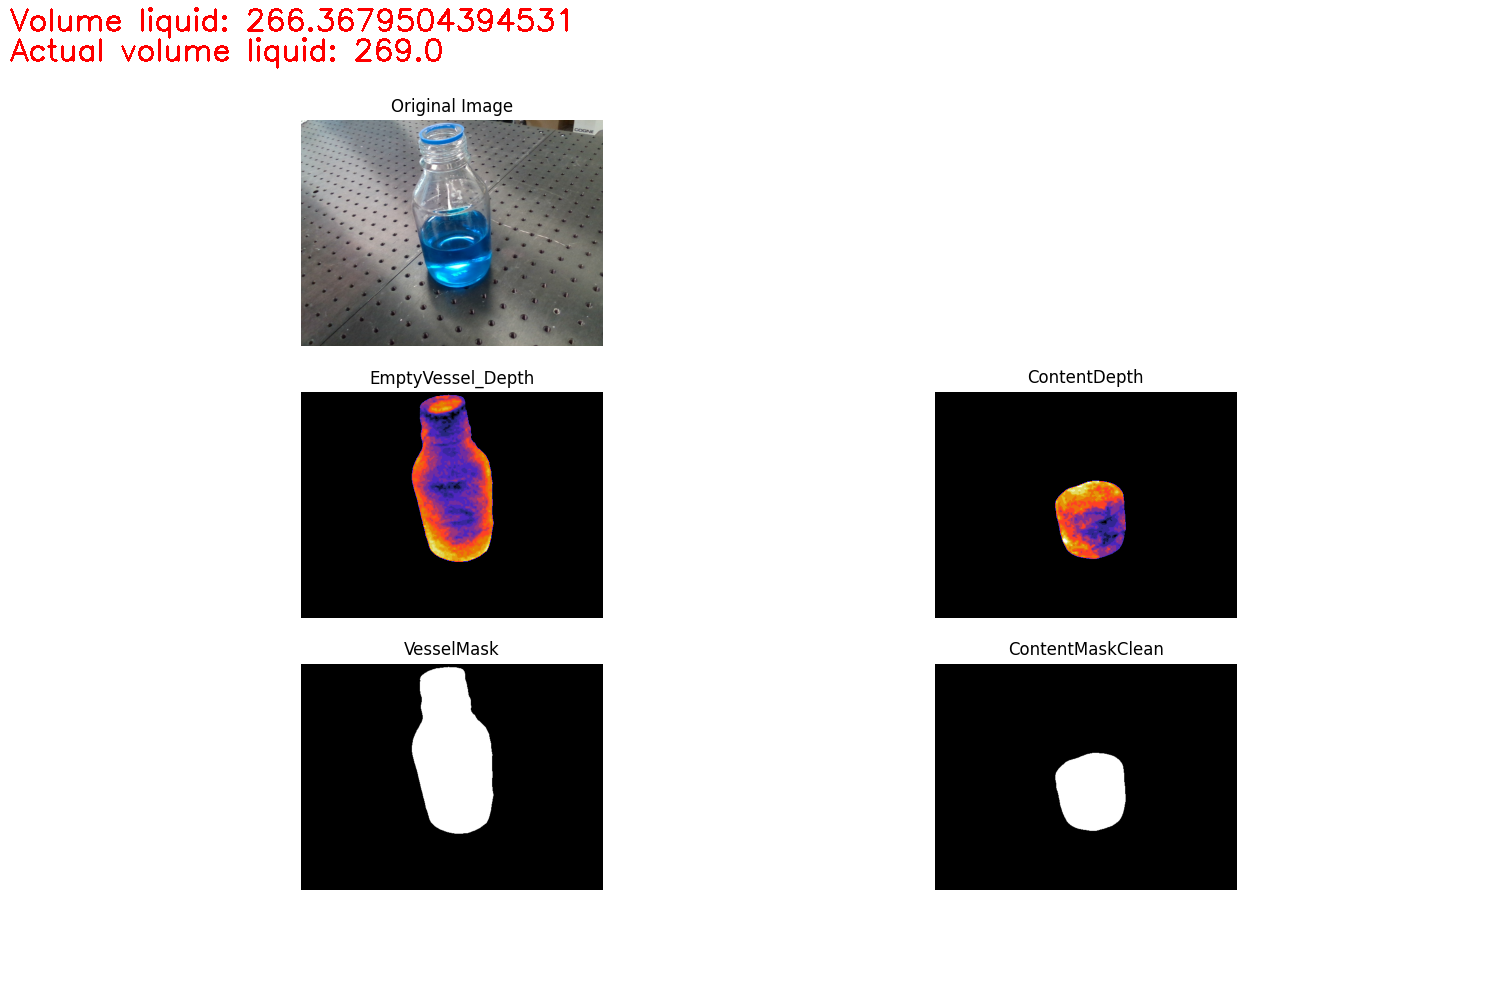 Volume liquid: 266.3679504394531
Actual volume liquid: 269.0
Original Image
EmptyVessel_Depth
ContentDepth
VesselMask
ContentMaskClean